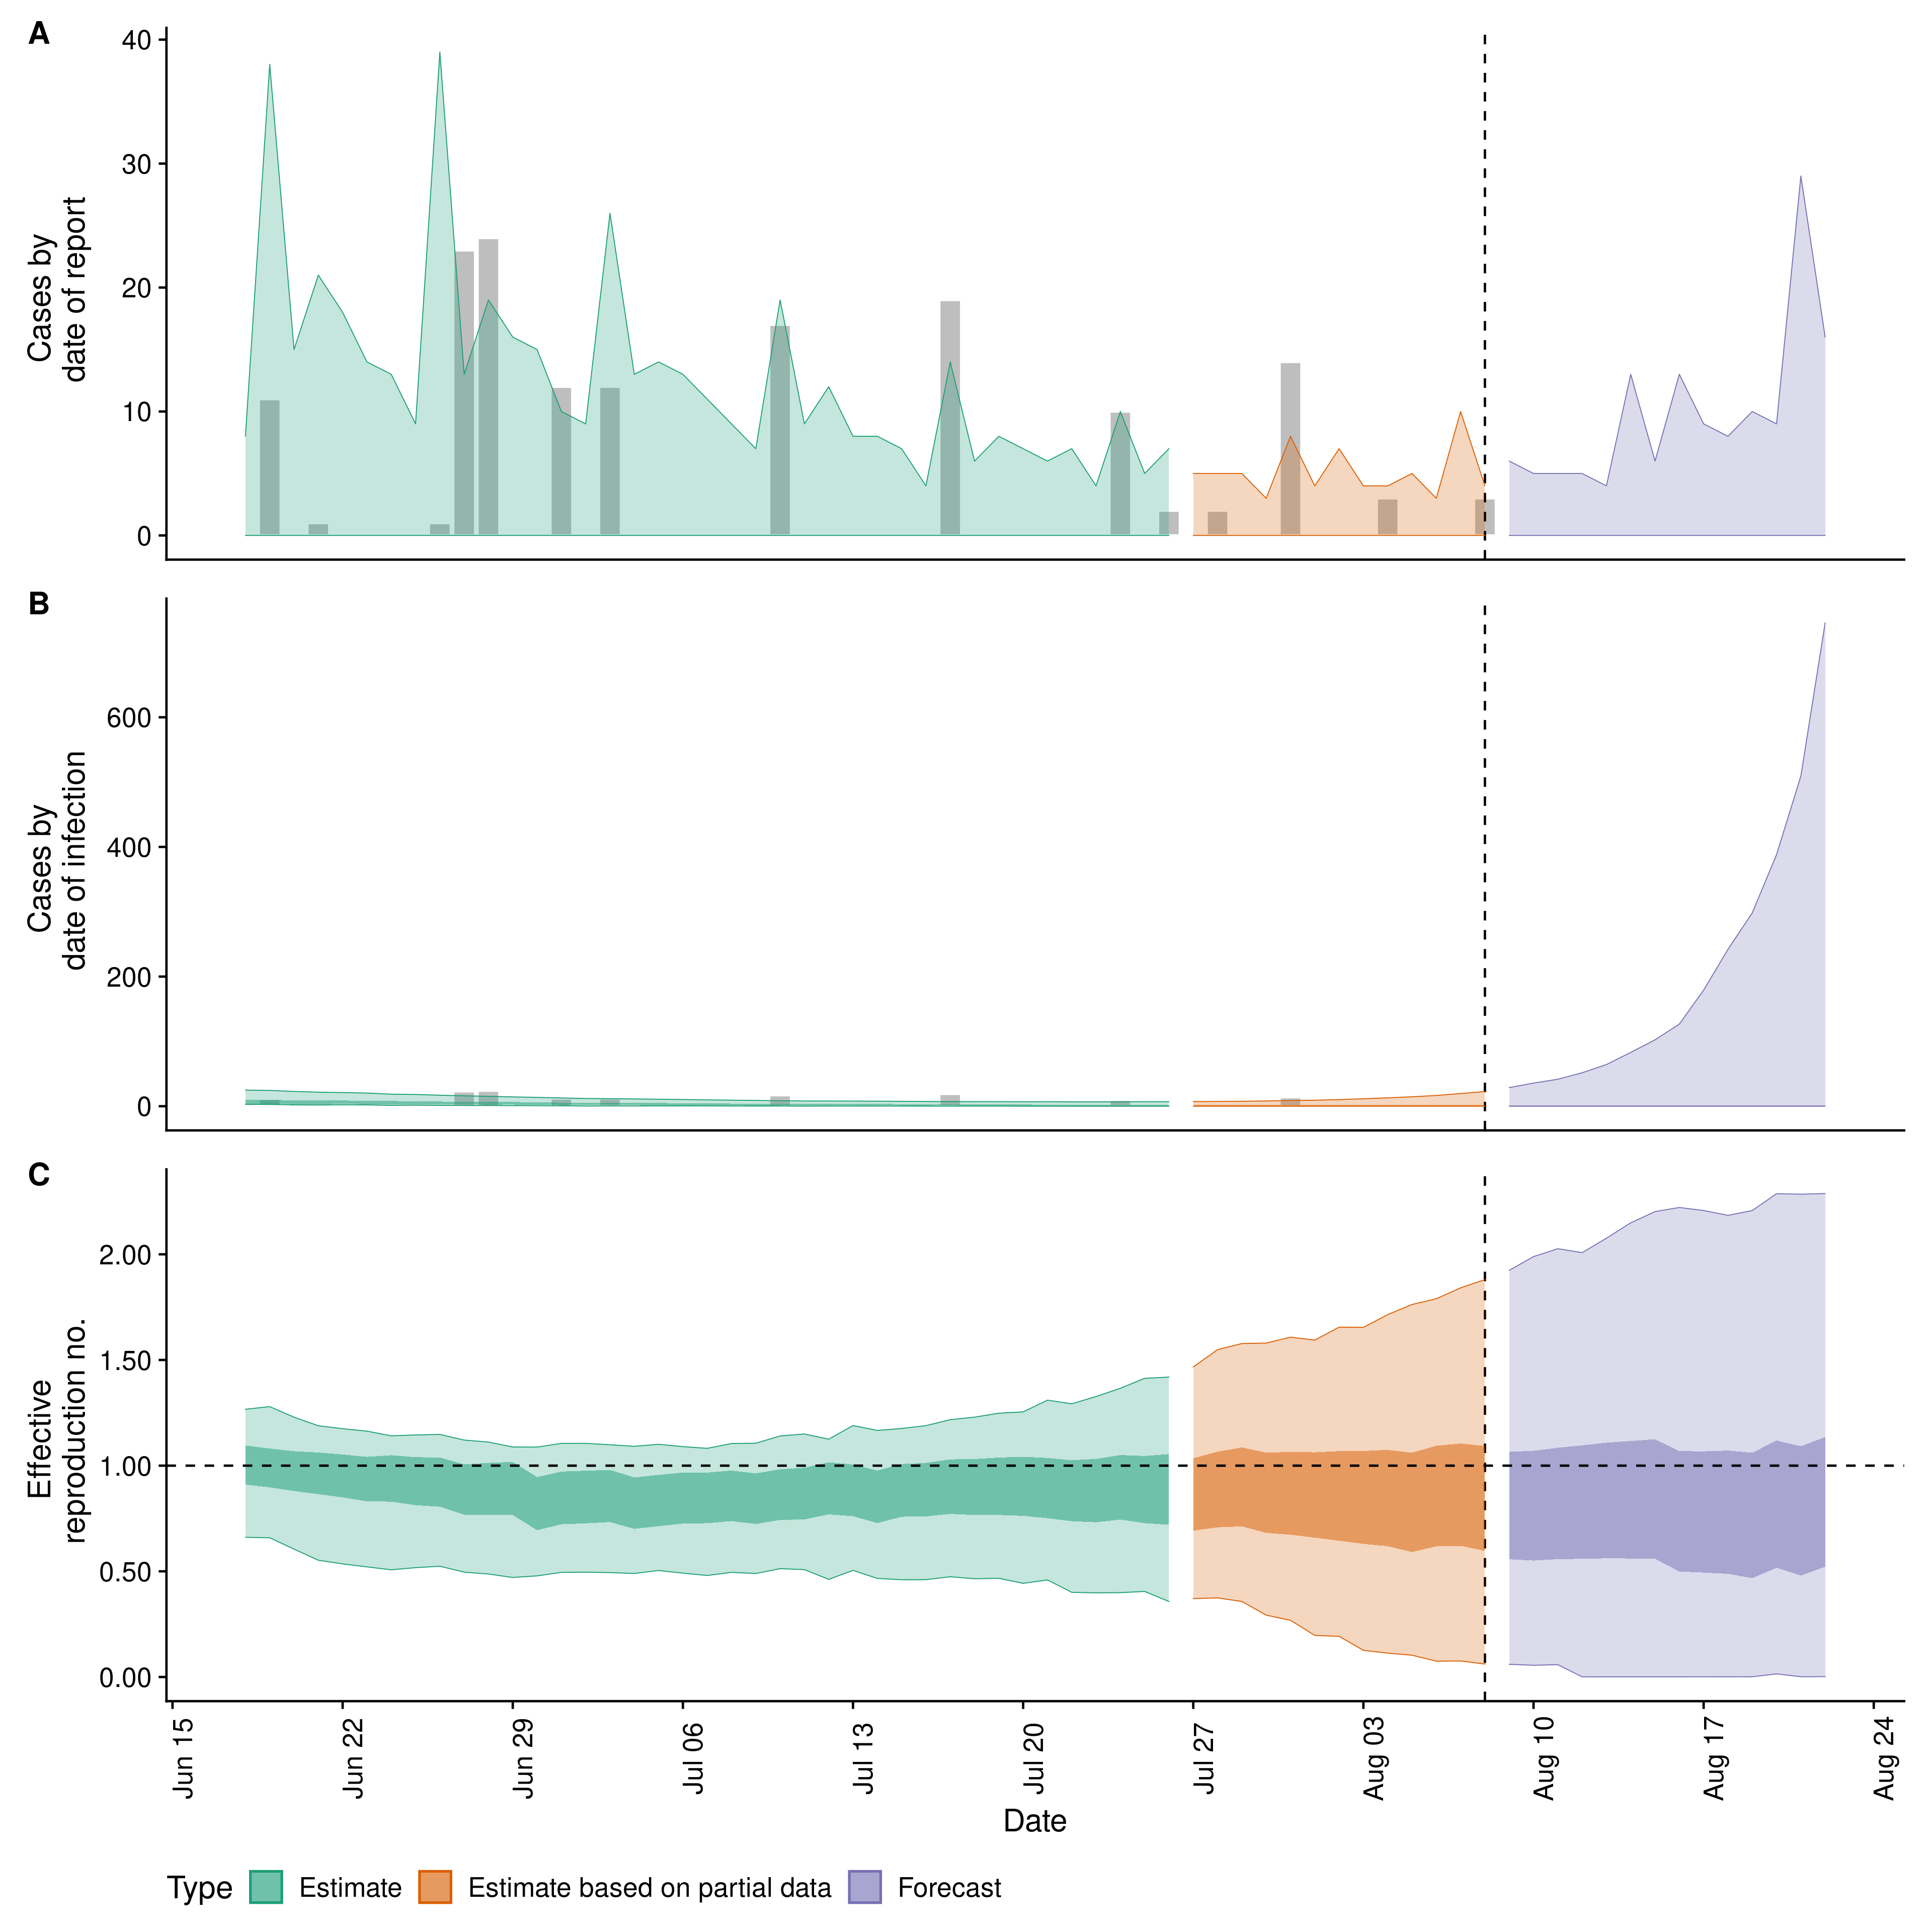 A
40
30
20
10
0
Cases by
date of report
B
600
400
200
0
Cases by
date of infection
C
2.00
1.50
1.00
0.50
0.00
Effective
reproduction no.
Jun 15
Jun 22
Jun 29
Jul 06
Jul 13
Jul 20
Jul 27
Aug 03
Aug 10
Aug 17
Aug 24
Date
Type Estimate Estimate based on partial data Forecast